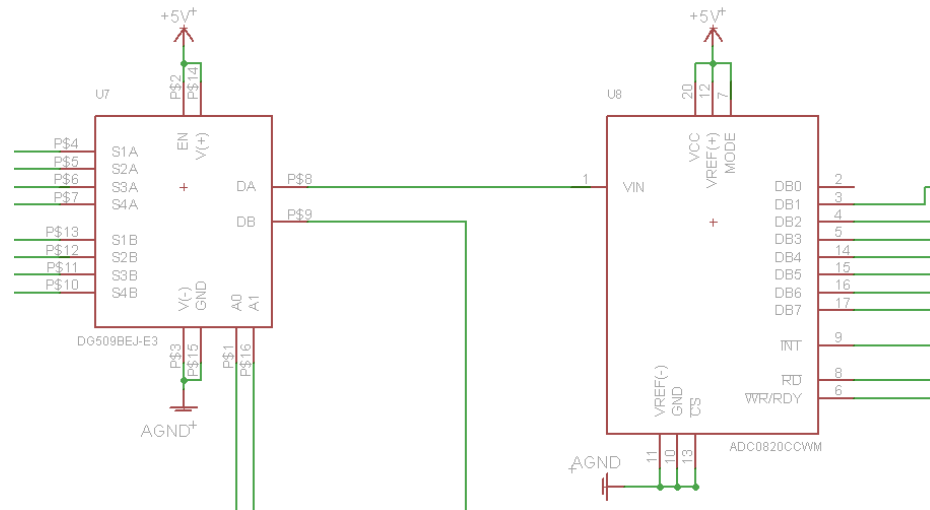 +5V
U7
P$2
P$14
EN
V(+)
P$4
S1A
P$5
S2A
P$6
S3A
P$7
S4A
P$13
S1B
P$12
S2B
P$11
S3B
P$10
S4B
DA
P$8
DB
P$9
V(-)
GND
A0
A1
DG509BEJ-E3
P$3
P$15
P$1
P$16
AGND
+5V
U8
20
12
7
VCC
VREF(+)
MODE
1
VIN
DB0
2
DB1
3
DB2
4
DB3
5
DB4
14
DB5
15
DB6
16
DB7
17
INT
9
RD
8
WR/RDY
6
VREF(-)
GND
CS
ADC0820CCWM
11
10
13
AGND